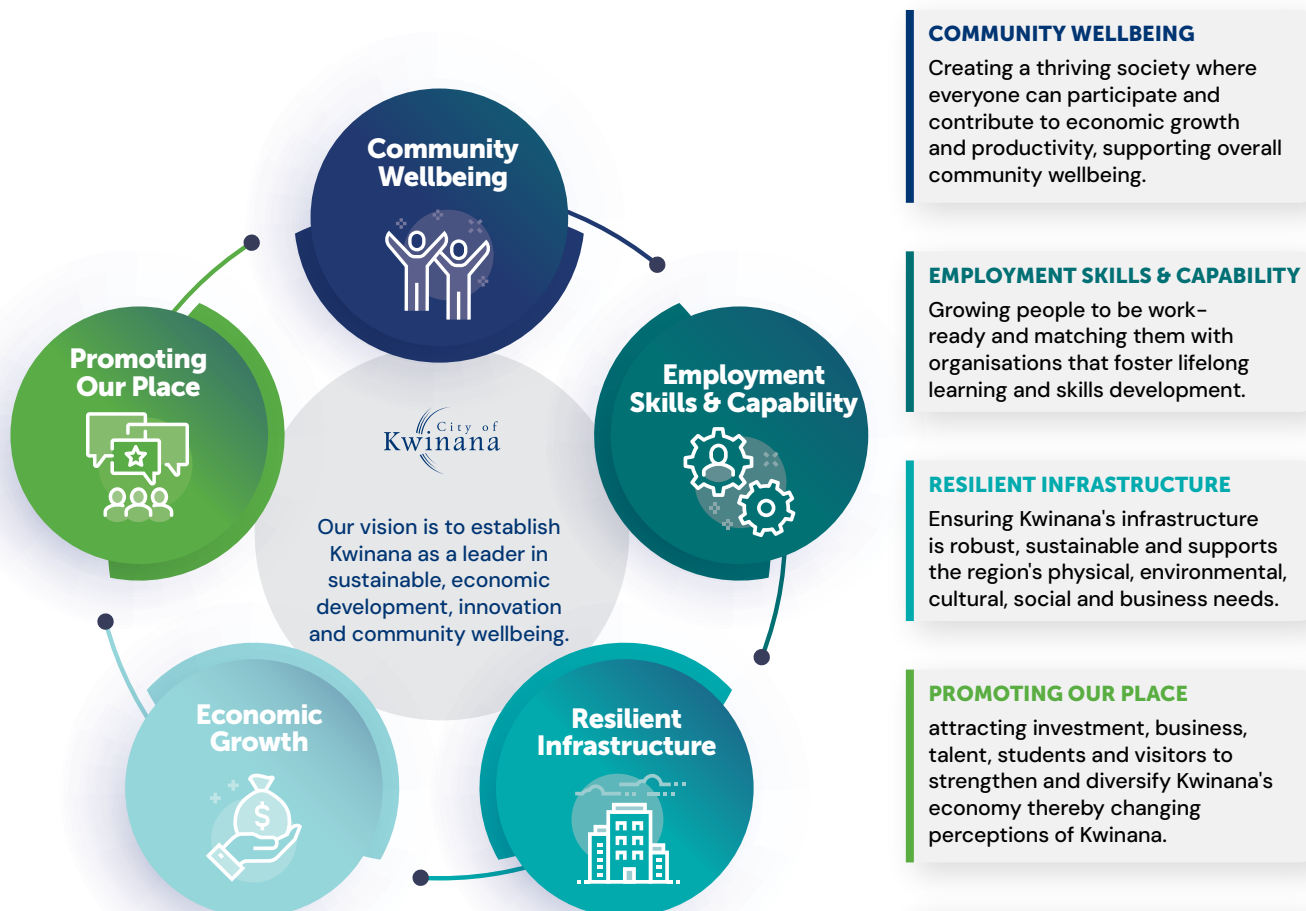 Community
Wellbeing
Promoting
Our Place
Employment
Skills & Capability
City of
Kwinana
Our vision is to establish
Kwinana as a leader in
sustainable, economic
development, innovation
and community wellbeing.
Economic
Growth
$
Resilient
Infrastructure
COMMUNITY WELLBEING
Creating a thriving society where
everyone can participate and
contribute to economic growth
and productivity, supporting overall
community wellbeing.
EMPLOYMENT SKILLS & CAPABILITY
Growing people to be work-
ready and matching them with
organisations that foster lifelong
learning and skills development.
RESILIENT INFRASTRUCTURE
Ensuring Kwinana's infrastructure
is robust, sustainable and supports
the region's physical, environmental,
cultural, social and business needs.
PROMOTING OUR PLACE
attracting investment, business,
talent, students and visitors to
strengthen and diversify Kwinana's
economy thereby changing
perceptions of Kwinana.